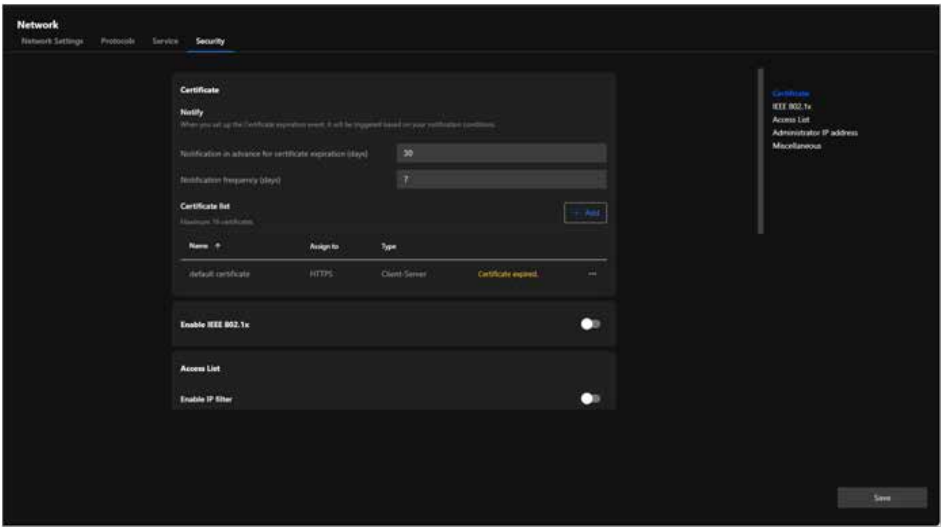 Network
Network Settings Protocols Service Security
Certificate
Notify
When you set up the Certificate expiration event, it will be triggered based on your notification conditions.
Notification in advance for certificate expiration (days) 30
Notification frequency (days) 7
Certificate list
+ Add
Maximum certificates.
Name ↑ Assign to Type
default certificate HTTPS Client-Server Certificate expired. ...
Enable IEEE 802.1x
Access List
Enable IP filter
Certificate
IEEE 802.1x
Access List
Administrator IP address
Miscellaneous
Save